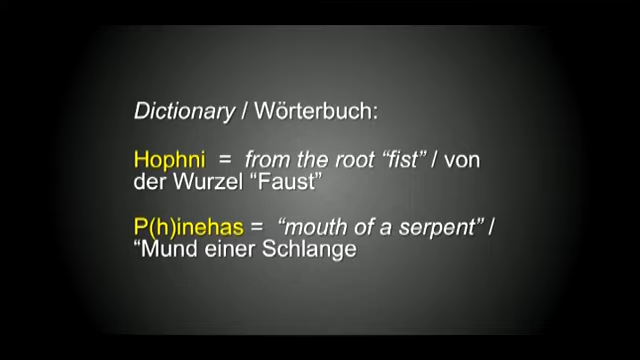 Dictionary / Wörterbuch:
Hophni = from the root “fist” / von
der Wurzel “Faust”
P(h)inehas = “mouth of a serpent” /
“Mund einer Schlange